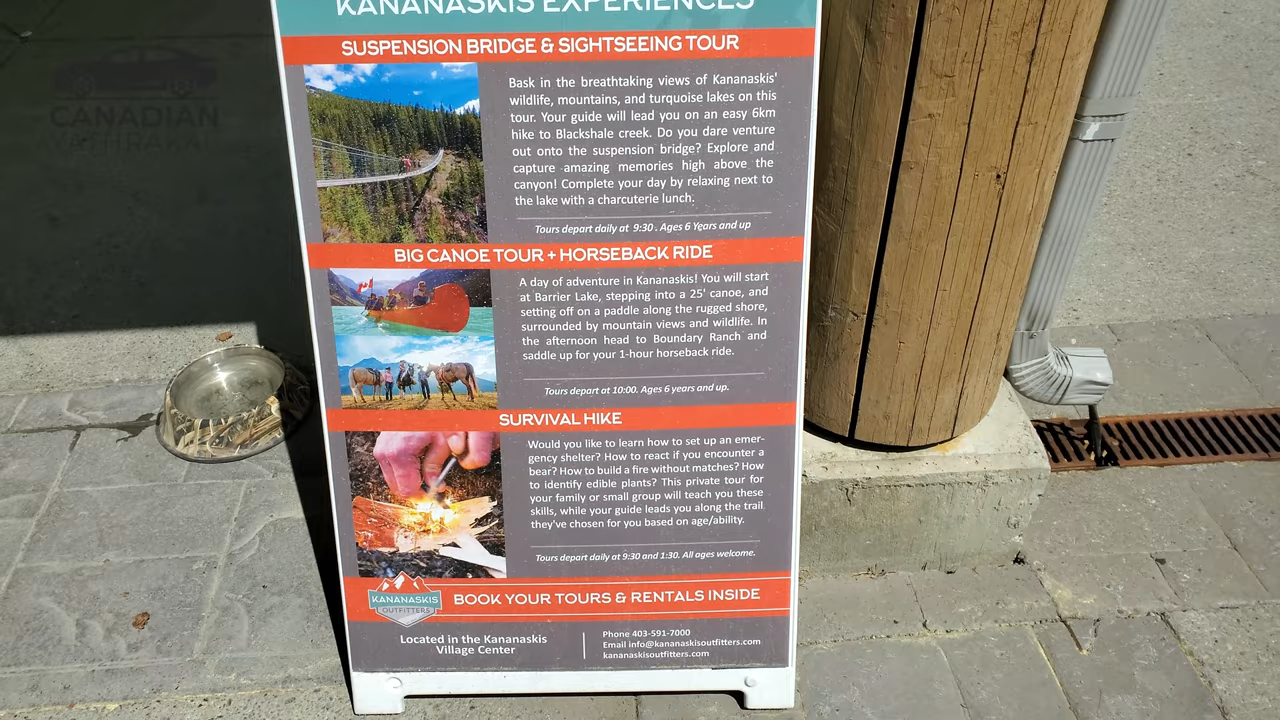 KANANASKIS EXPERIENCES
SUSPENSION BRIDGE & SIGHTSEEING TOUR
Bask in the breathtaking views of Kananaskis'
wildlife, mountains, and turquoise lakes on this
tour. Your guide will lead you on an easy 6km
hike to Blackshale creek. Do you dare venture
out onto the suspension bridge? Explore and
capture amazing memories high above the
canyon! Complete your day by relaxing next to
the lake with a charcuterie lunch.
Tours depart daily at 9:30 . Ages 6 Years and up
BIG CANOE TOUR + HORSEBACK RIDE
A day of adventure in Kananaskis! You will start
at Barrier Lake, stepping into a 25' canoe, and
setting off on a paddle along the rugged shore,
surrounded by mountain views and wildlife. In
the afternoon head to Boundary Ranch and
saddle up for your 1-hour horseback ride.
Tours depart at 10:00. Ages 6 years and up.
SURVIVAL HIKE
Would you like to learn how to set up an emer-
gency shelter? How to react if you encounter a
bear? How to build a fire without matches? How
to identify edible plants? This private tour for
your family or small group will teach you these
skills, while your guide leads you along the trail
they've chosen for you based on age/ability.
Tours depart daily at 9:30 and 1:30. All ages welcome.
KANANASKIS
OUTFITTERS
BOOK YOUR TOURS & RENTALS INSIDE
Located in the Kananaskis
Village Center
Phone 403-591-7000
Email info@kananaskisoutfitters.com
kananaskisoutfitters.com
CANADIAN